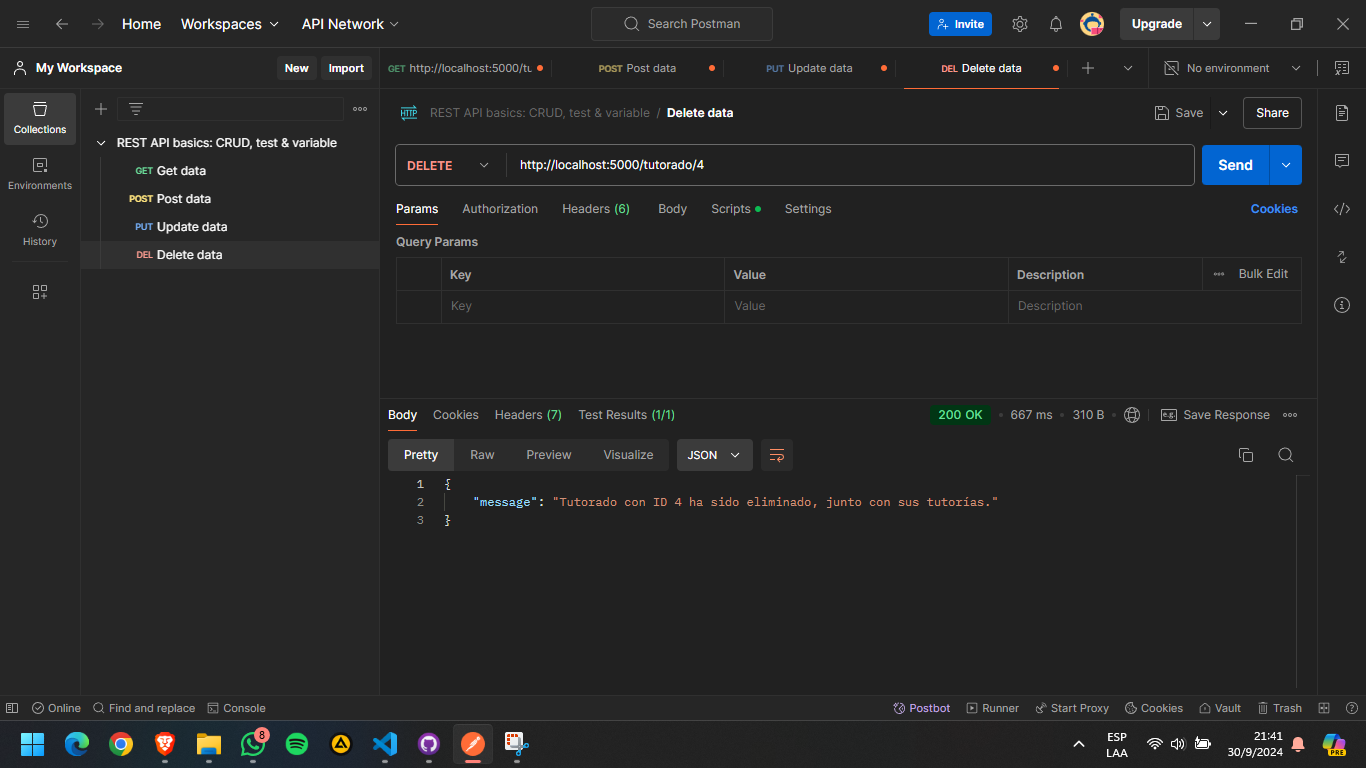 Home Workspaces API Network Search Postman Invite Upgrade
My Workspace New Import GET http://localhost:5000/tu POST Post data PUT Update data DEL Delete data No environment
Collections
Environments
History
REST API basics: CRUD, test & variable
GET Get data
POST Post data
PUT Update data
DEL Delete data
HTTP REST API basics: CRUD, test & variable / Delete data Save Share
DELETE http://localhost:5000/tutorado/4 Send
Params Authorization Headers (6) Body Scripts Settings Cookies
Query Params
Key Value Description Bulk Edit
Key Value Description
Body Cookies Headers (7) Test Results (1/1) 200 OK 667 ms 310 B e.g. Save Response
Pretty Raw Preview Visualize JSON
1 {
2 "message": "Tutorado con ID 4 ha sido eliminado, junto con sus tutorias."
3 }
Online Find and replace Console Postbot Runner Start Proxy Cookies Vault Trash
8 ESP 21:41
LAA 30/9/2024 PRE